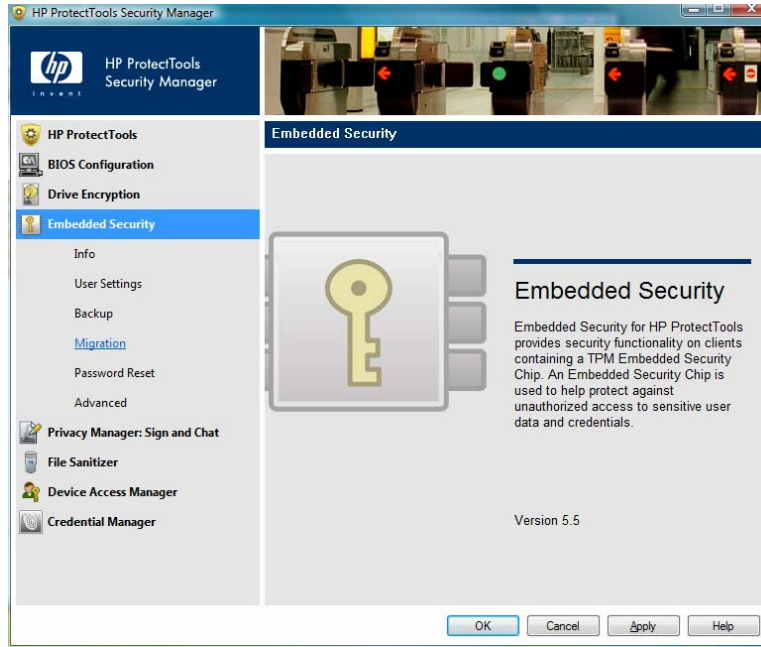 HP ProtectTools Security Manager
hp
invent
HP ProtectTools
Security Manager
HP ProtectTools
BIOS Configuration
Drive Encryption
Embedded Security
Info
User Settings
Backup
Migration
Password Reset
Advanced
Privacy Manager: Sign and Chat
File Sanitizer
Device Access Manager
Credential Manager
Embedded Security
Embedded Security
Embedded Security for HP ProtectTools
provides security functionality on clients
containing a TPM Embedded Security
Chip. An Embedded Security Chip is
used to help protect against
unauthorized access to sensitive user
data and credentials.
Version 5.5
OK
Cancel
Apply
Help